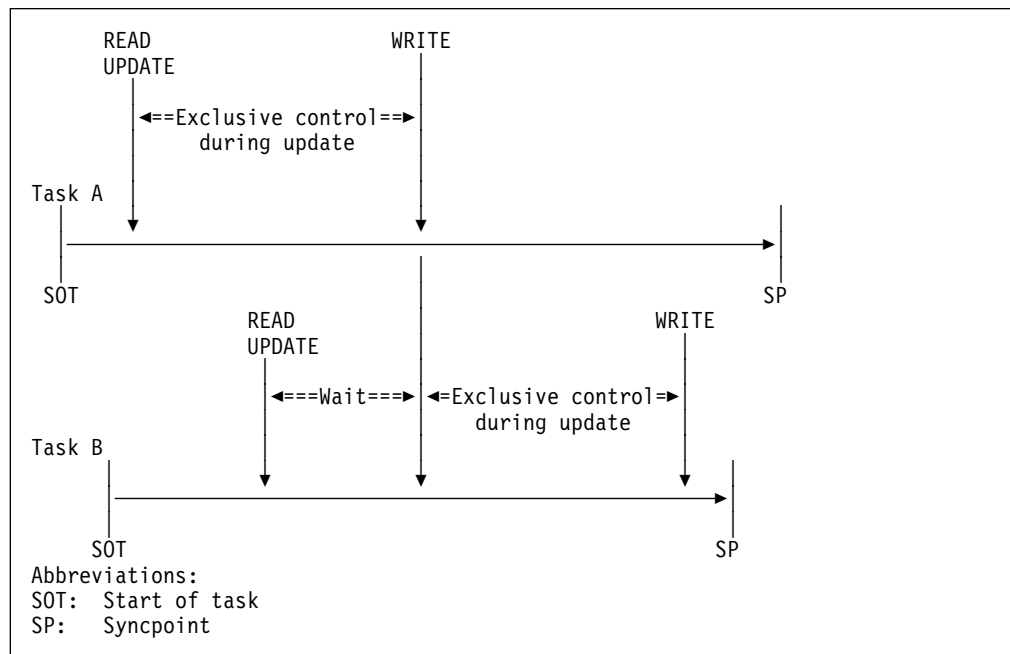 READ WRITE
UPDATE
◄==Exclusive control==►
during update
Task A
SOT SP
READ WRITE
UPDATE
◄===Wait===► ◄=Exclusive control=►
during update
Task B
SOT SP
Abbreviations:
SOT: Start of task
SP: Syncpoint